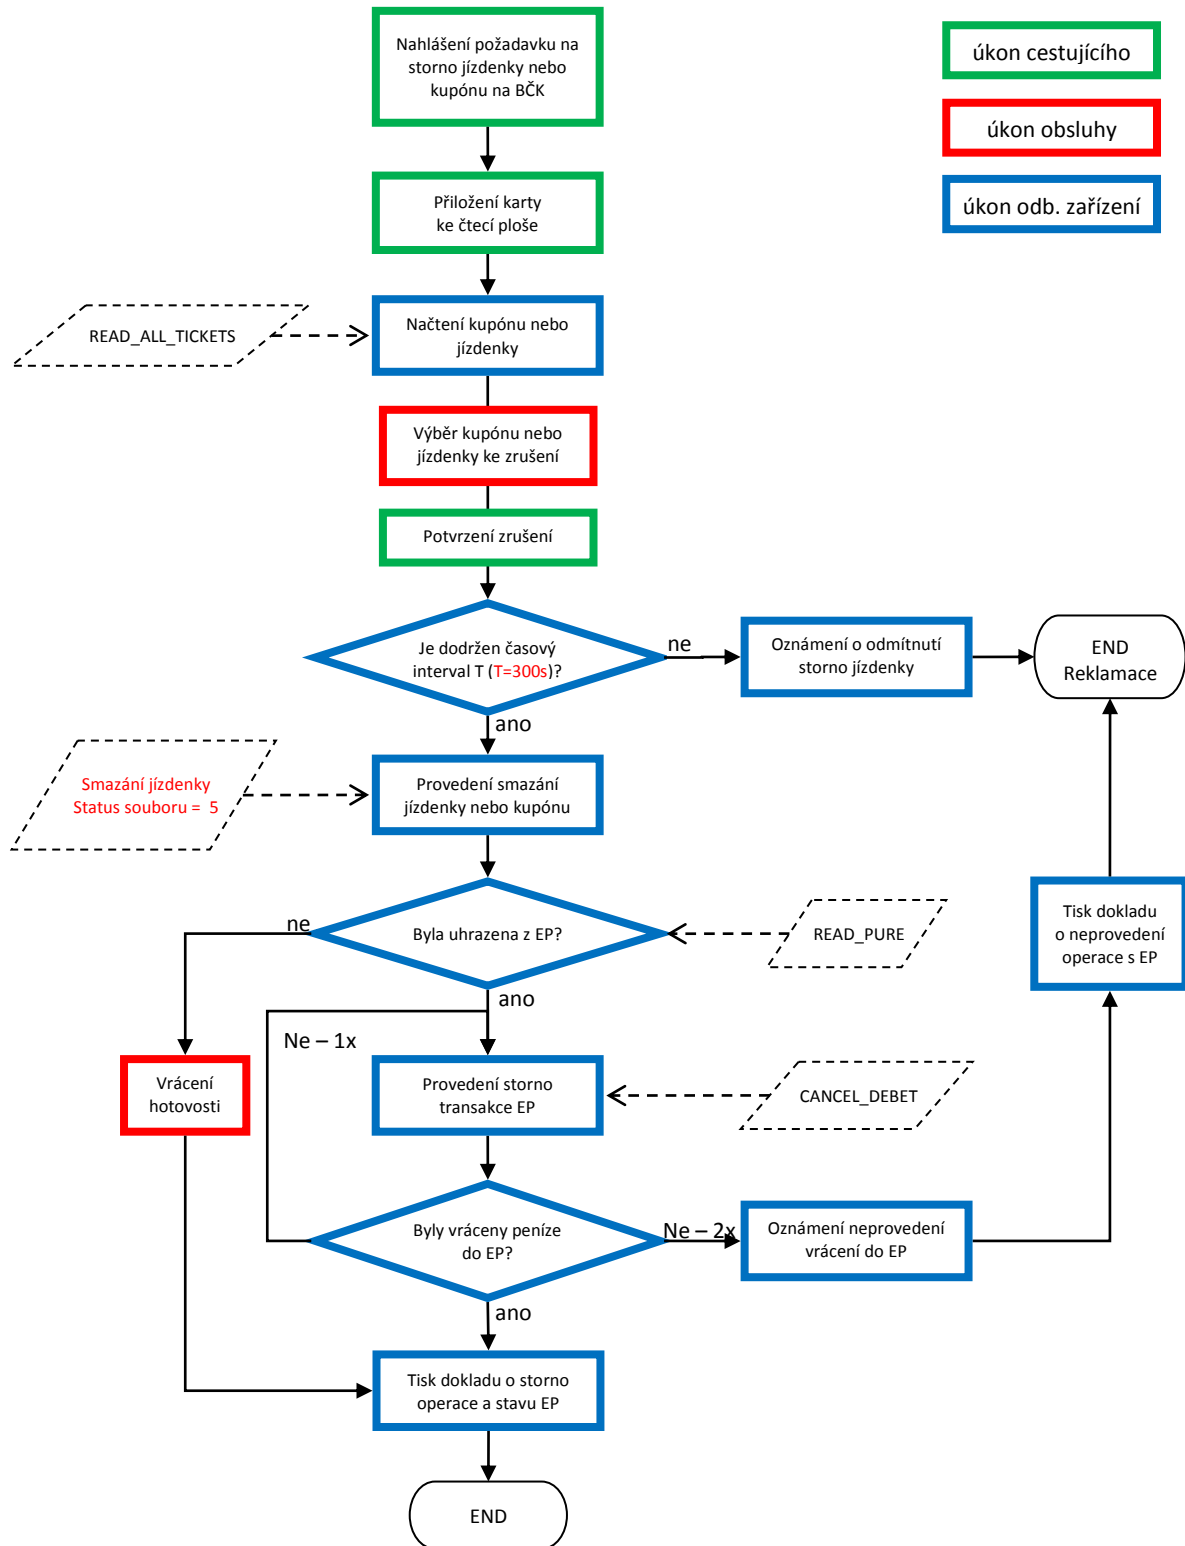 Nahlášení požadavku na
storno jízdenky nebo
kupónu na BČK
úkon cestujícího
úkon obsluhy
úkon odb. zařízení
Přiložení karty
ke čtecí ploše
READ_ALL_TICKETS
Načtení kupónu nebo
jízdenky
Výběr kupónu nebo
jízdenky ke zrušení
Potvrzení zrušení
Je dodržen časový
interval T (T=300s)?
ne
Oznámení o odmítnutí
storno jízdenky
END
Reklamace
ano
Smazání jízdenky
Status souboru = 5
Provedení smazání
jízdenky nebo kupónu
ne
Byla uhrazena z EP?
READ_PURE
Tisk dokladu
o neprovedení
operace s EP
ano
Ne – 1x
Vrácení
hotovosti
Provedení storno
transakce EP
CANCEL_DEBET
Byly vráceny peníze
do EP?
Ne – 2x
Oznámení neprovedení
vrácení do EP
ano
Tisk dokladu o storno
operace a stavu EP
END